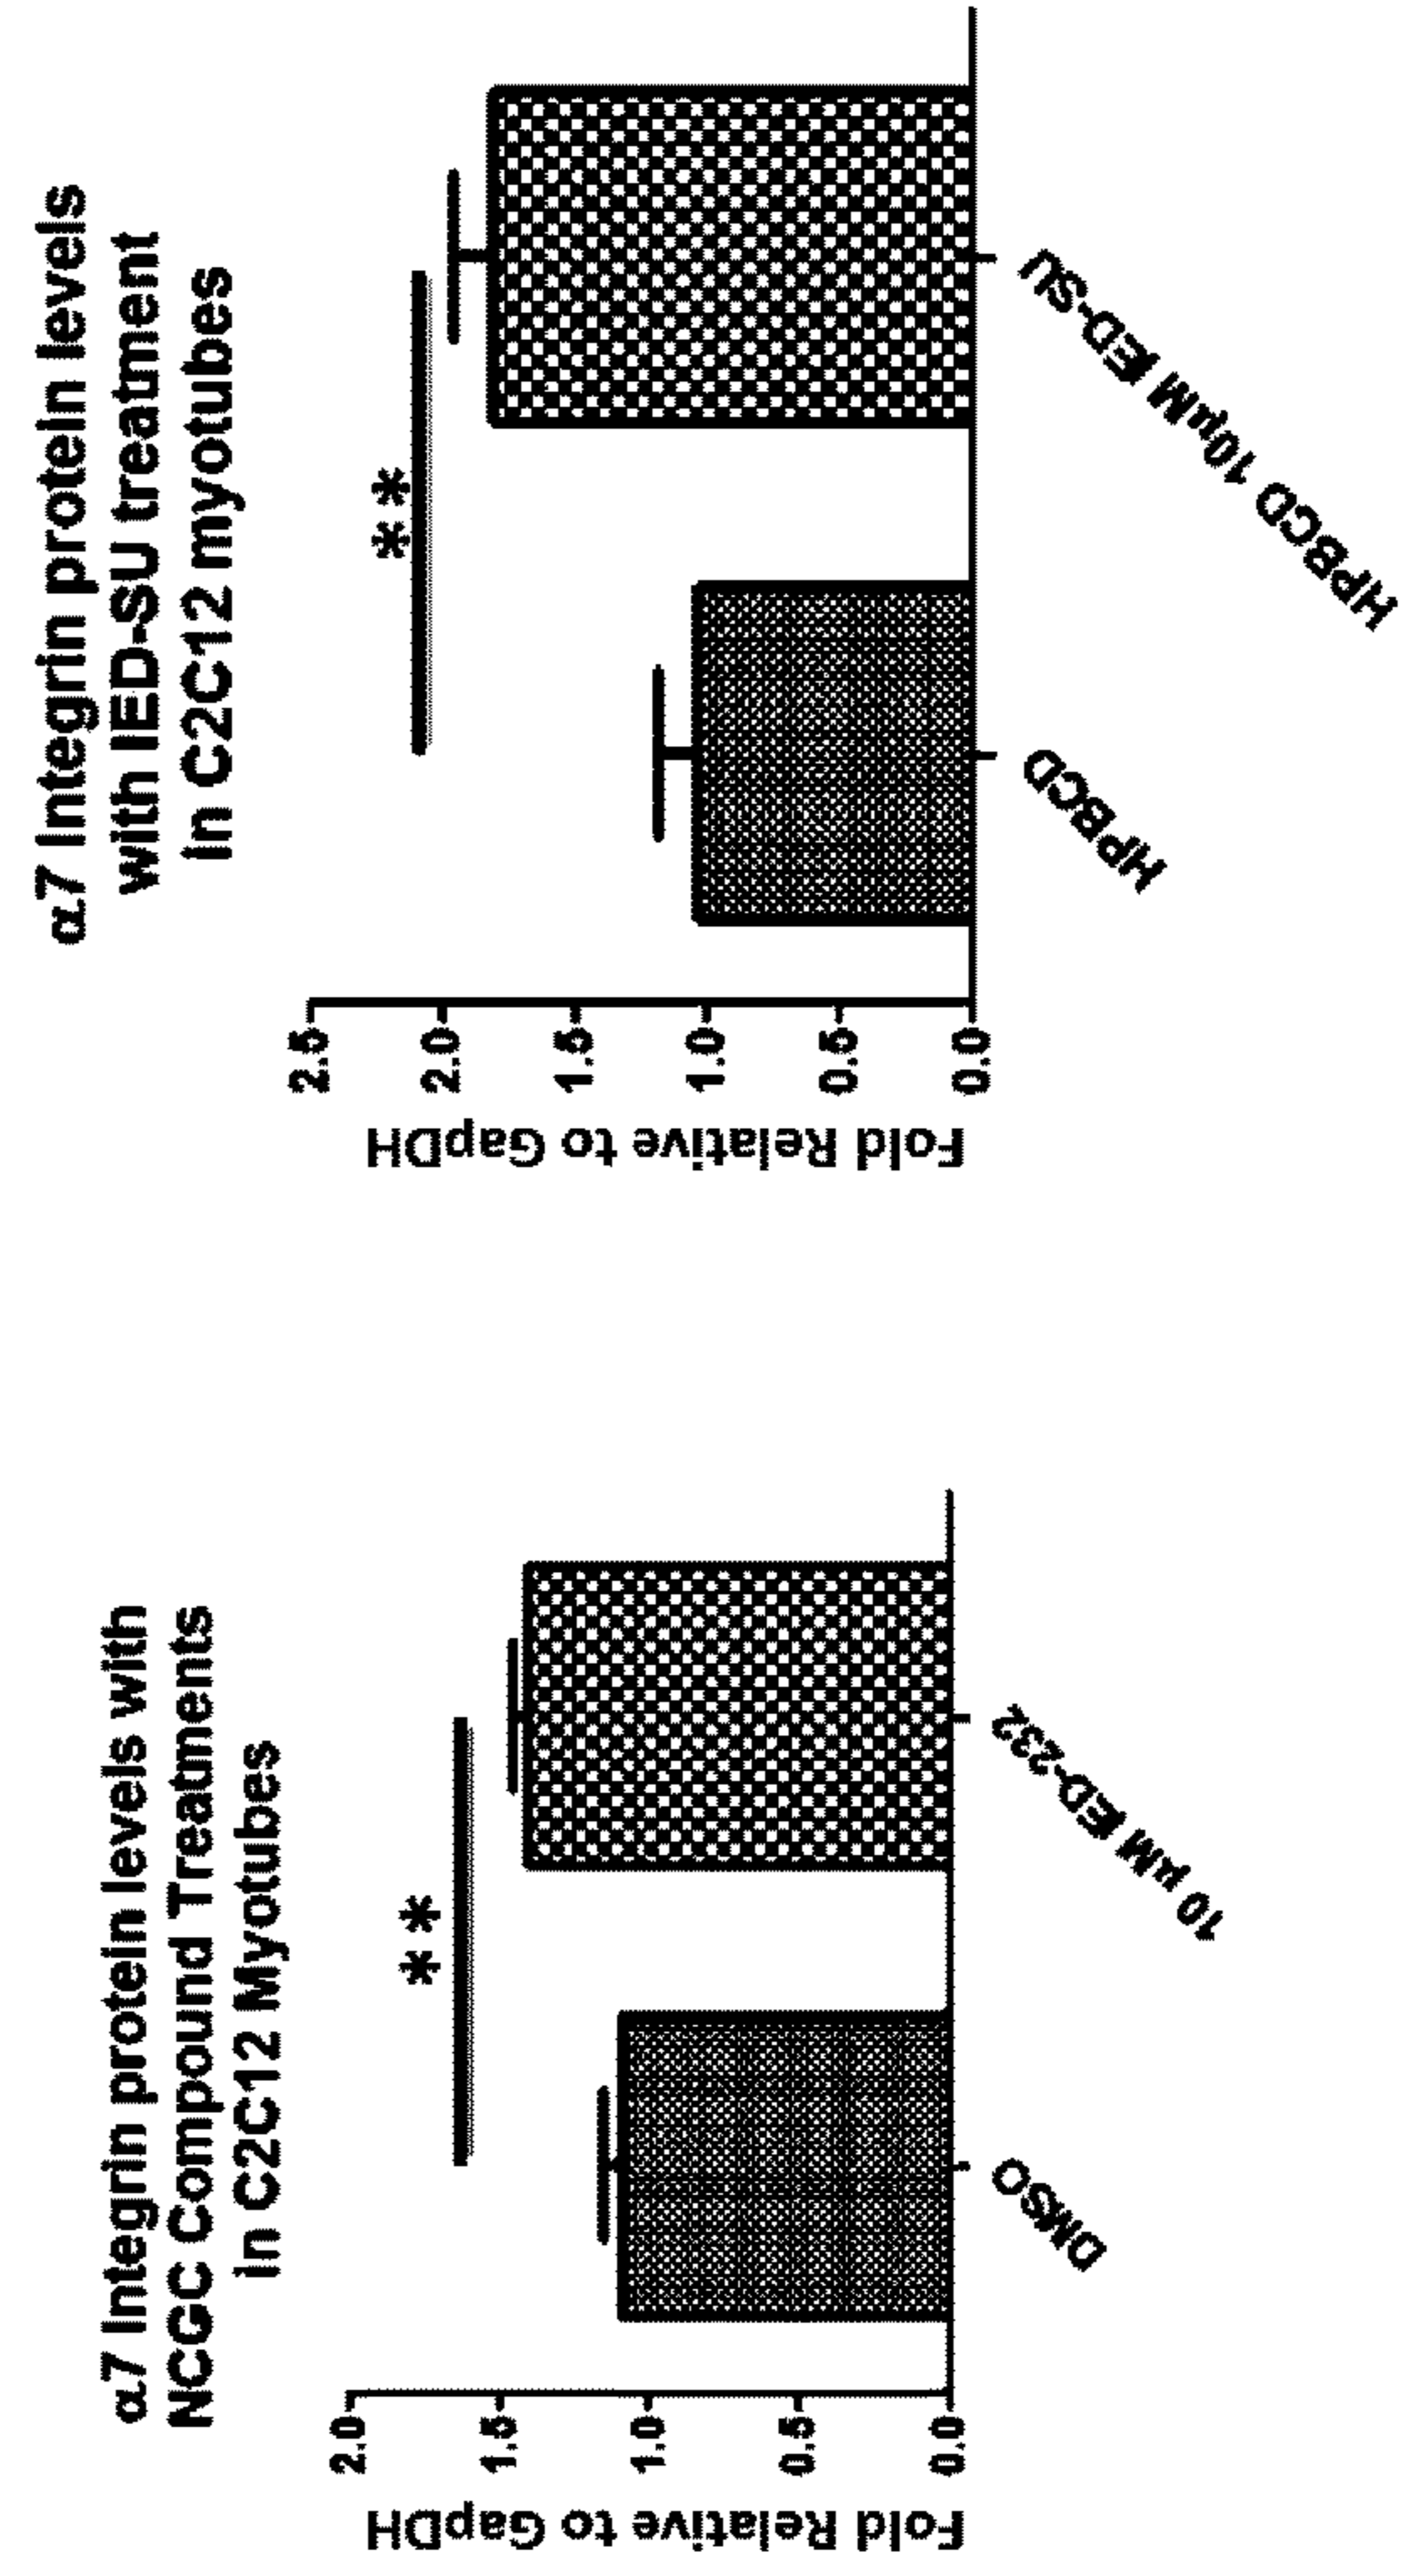 α7 Integrin protein levels with
NCGC Compound Treatments
in C2C12 Myotubes
Fold Relative to GapDH
2.0
1.5
1.0
0.5
0.0
**
DMSO
10 µM IED-232
α7 Integrin protein levels
with IED-SU treatment
in C2C12 myotubes
Fold Relative to GapDH
2.5
2.0
1.5
1.0
0.5
0.0
**
HPBCD
HPBCD 10µM IED-SU